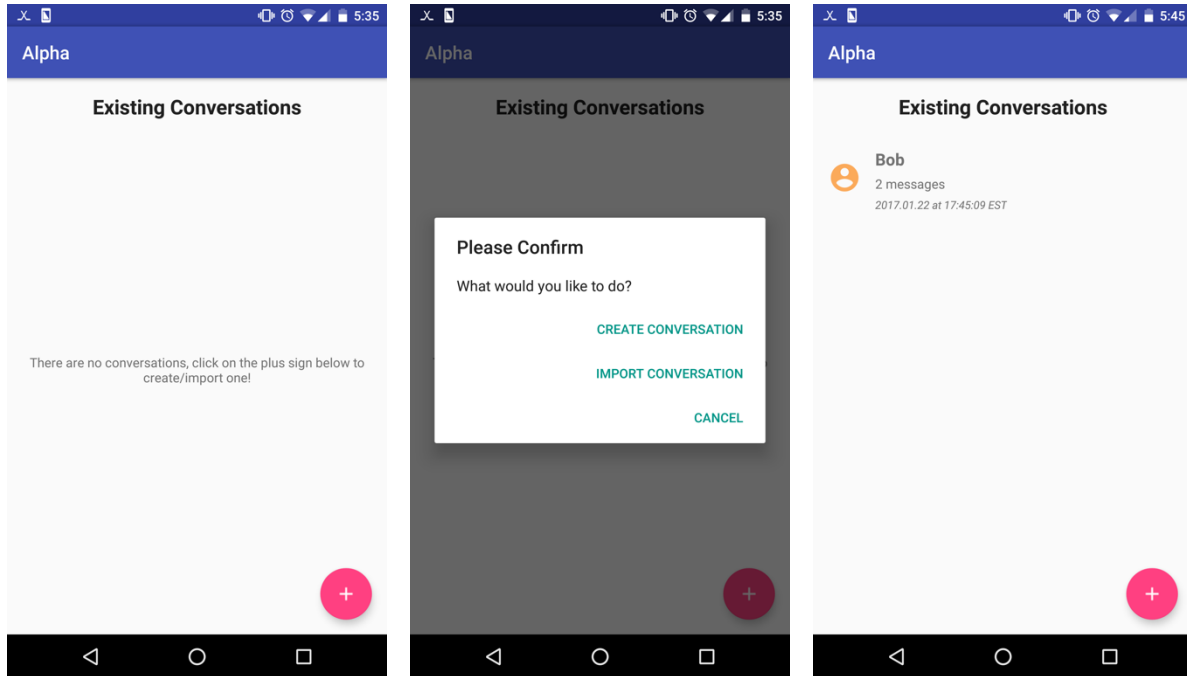 5:35
Alpha
Existing Conversations
There are no conversations, click on the plus sign below to
create/import one!
5:35
Alpha
Existing Conversations
Please Confirm
What would you like to do?
CREATE CONVERSATION
IMPORT CONVERSATION
CANCEL
5:45
Alpha
Existing Conversations
Bob
2 messages
2017.01.22 at 17:45:09 EST